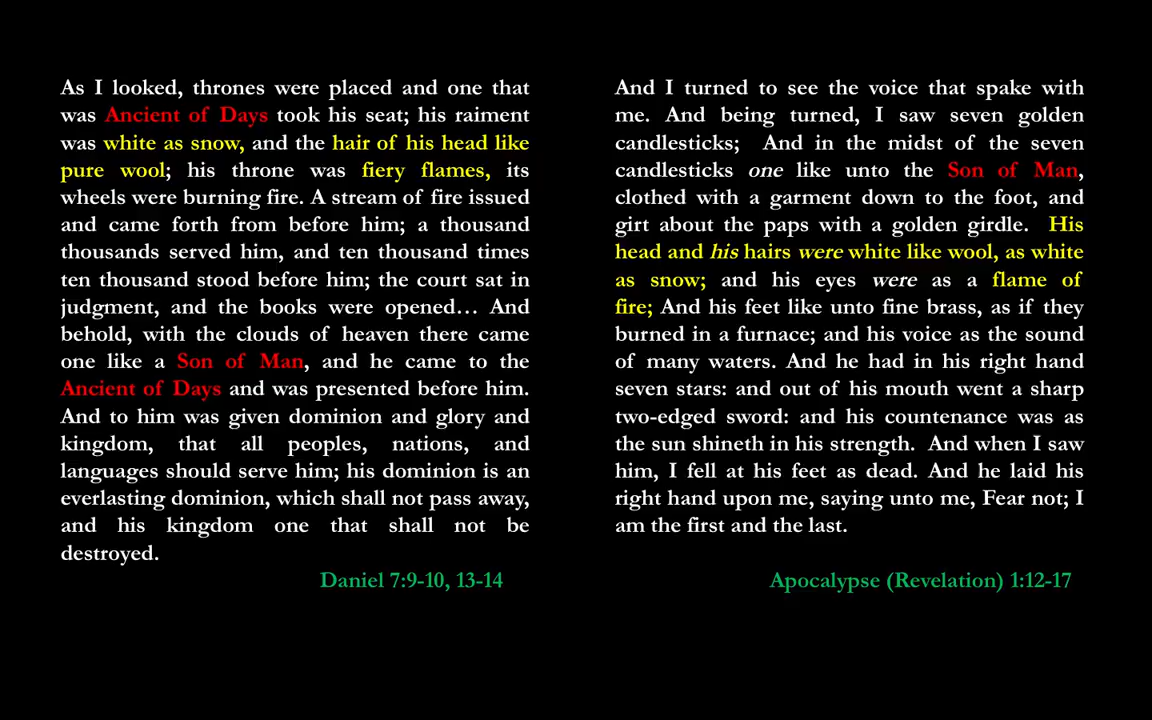 As I looked, thrones were placed and one that
was Ancient of Days took his seat; his raiment
was white as snow, and the hair of his head like
pure wool; his throne was fiery flames, its
wheels were burning fire. A stream of fire issued
and came forth from before him; a thousand
thousands served him, and ten thousand times
ten thousand stood before him; the court sat in
judgment, and the books were opened… And
behold, with the clouds of heaven there came
one like a Son of Man, and he came to the
Ancient of Days and was presented before him.
And to him was given dominion and glory and
kingdom, that all peoples, nations, and
languages should serve him; his dominion is an
everlasting dominion, which shall not pass away,
and his kingdom one that shall not be
destroyed.
Daniel 7:9-10, 13-14
And I turned to see the voice that spake with
me. And being turned, I saw seven golden
candlesticks; And in the midst of the seven
candlesticks one like unto the Son of Man,
clothed with a garment down to the foot, and
girt about the paps with a golden girdle. His
head and his hairs were white like wool, as white
as snow; and his eyes were as a flame of
fire; And his feet like unto fine brass, as if they
burned in a furnace; and his voice as the sound
of many waters. And he had in his right hand
seven stars: and out of his mouth went a sharp
two-edged sword: and his countenance was as
the sun shineth in his strength. And when I saw
him, I fell at his feet as dead. And he laid his
right hand upon me, saying unto me, Fear not; I
am the first and the last.
Apocalypse (Revelation) 1:12-17